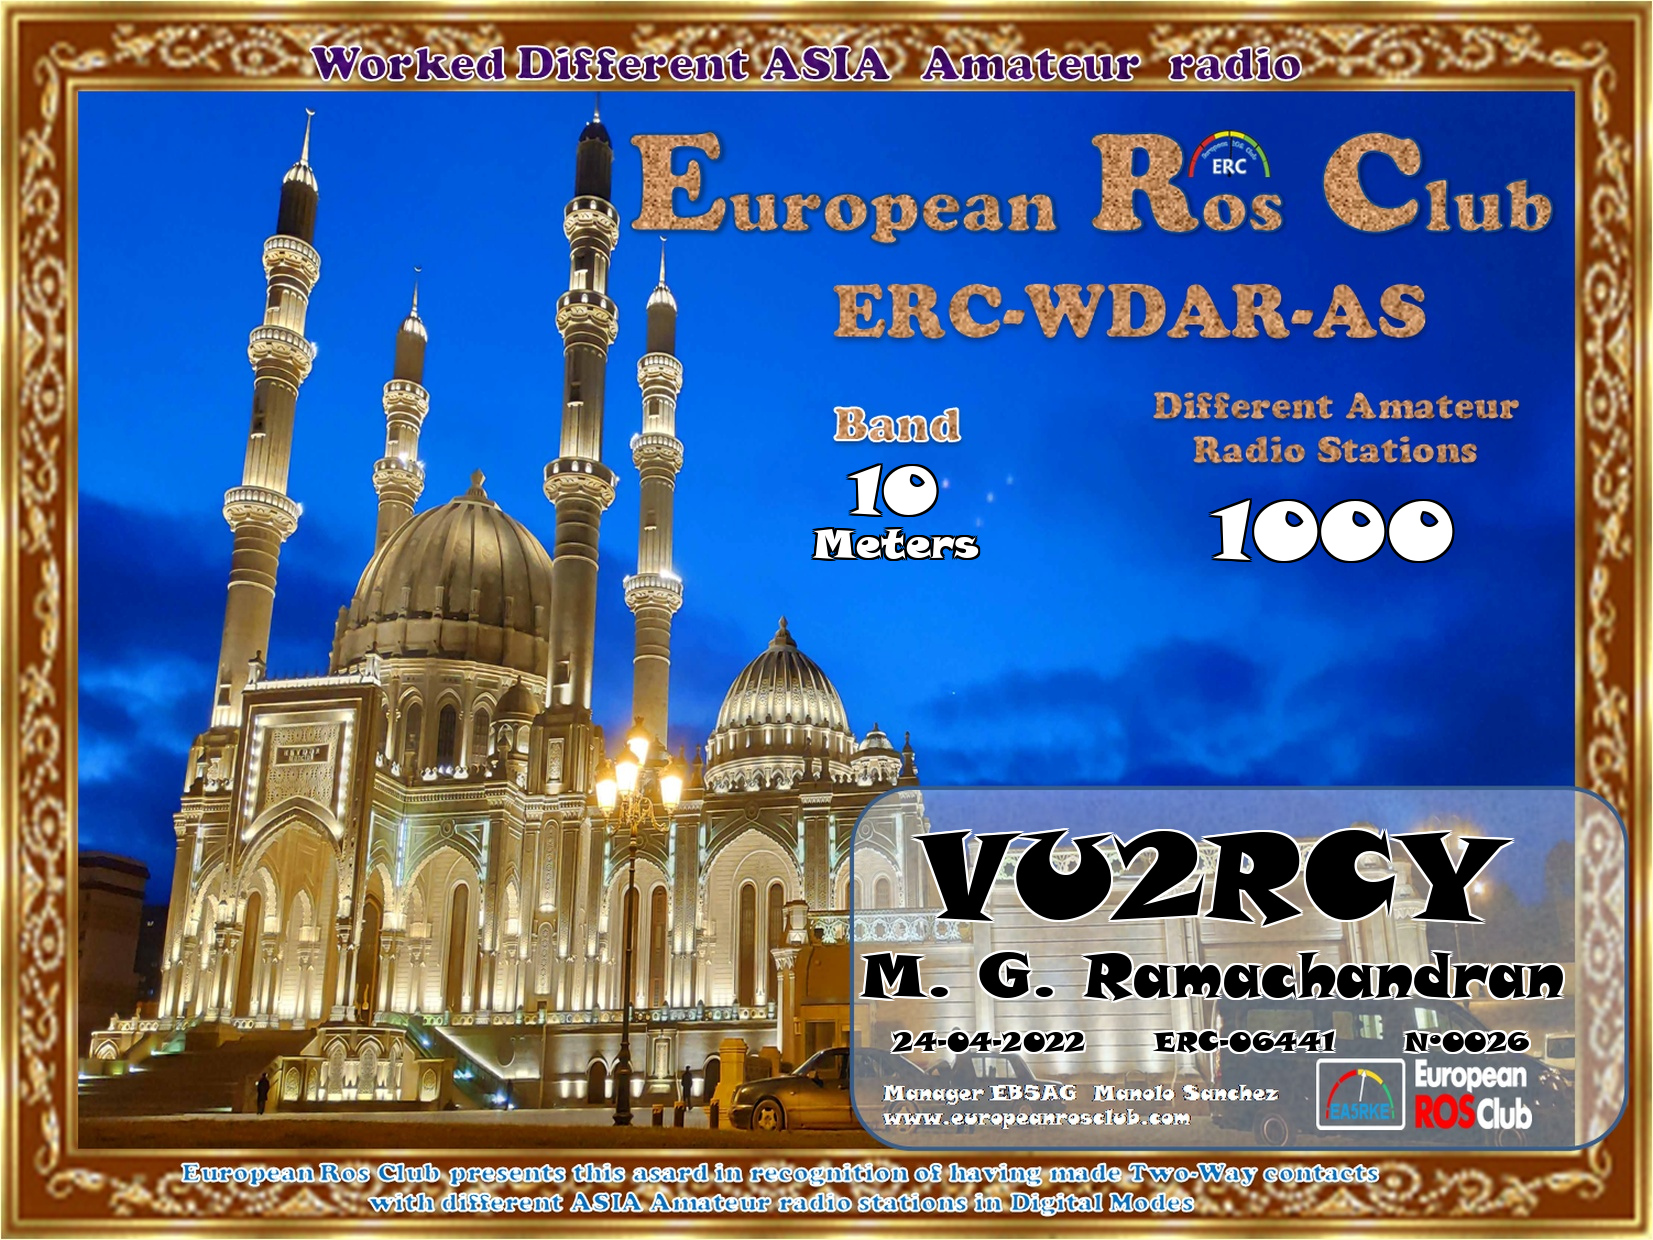 Worked Different ASIA Amateur radio
European Ros Club
ERC
ERC-WDAR-AS
Band
10
Meters
Different Amateur
Radio Stations
1000
VU2RCY
M. G. Ramachandran
24-04-2022 ERC-06441 Nº0026
Manager EB5AG Manolo Sanchez
www.europeanrosclub.com
EA5RKE
European
ROSClub
European Ros Club presents this asard in recognition of having made Two-Way contacts
with different ASIA Amateur radio stations in Digital Modes